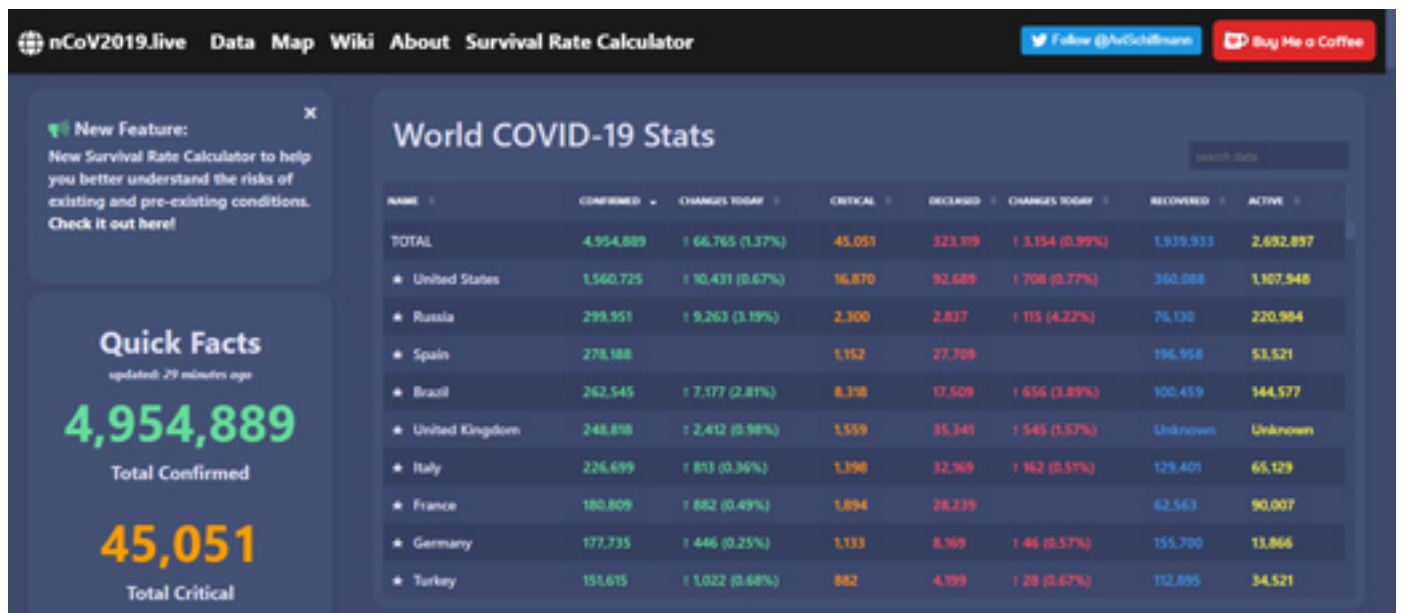 nCoV2019.live Data Map Wiki About Survival Rate Calculator Follow @AviSchiffmann Buy Me a Coffee
×
New Feature:
New Survival Rate Calculator to help
you better understand the risks of
existing and pre-existing conditions.
Check it out here!
Quick Facts
updated: 29 minutes ago
4,954,889
Total Confirmed
45,051
Total Critical
World COVID-19 Stats
search data
NAME CONFIRMED CHANGES TODAY CRITICAL DECEASED CHANGES TODAY RECOVERED ACTIVE
TOTAL 4,954,889 ↑ 66,765 (1.37%) 45,051 323,119 ↑ 3,154 (0.99%) 1,939,933 2,692,897
★ United States 1,560,725 ↑ 10,431 (0.67%) 16,870 92,689 ↑ 708 (0.77%) 360,088 1,107,948
★ Russia 299,951 ↑ 9,263 (3.19%) 2,300 2,837 ↑ 115 (4.22%) 76,130 220,984
★ Spain 278,188 1,152 27,709 196,958 53,521
★ Brazil 262,545 ↑ 7,177 (2.81%) 8,318 17,509 ↑ 656 (3.89%) 100,459 144,577
★ United Kingdom 248,818 ↑ 2,412 (0.98%) 1,559 35,341 ↑ 545 (1.57%) Unknown Unknown
★ Italy 226,699 ↑ 813 (0.36%) 1,398 32,169 ↑ 162 (0.51%) 129,401 65,129
★ France 180,809 ↑ 882 (0.49%) 1,894 28,239 62,563 90,007
★ Germany 177,735 ↑ 446 (0.25%) 1,133 8,169 ↑ 46 (0.57%) 155,700 13,866
★ Turkey 151,615 ↑ 1,022 (0.68%) 882 4,199 ↑ 28 (0.67%) 112,895 34,521